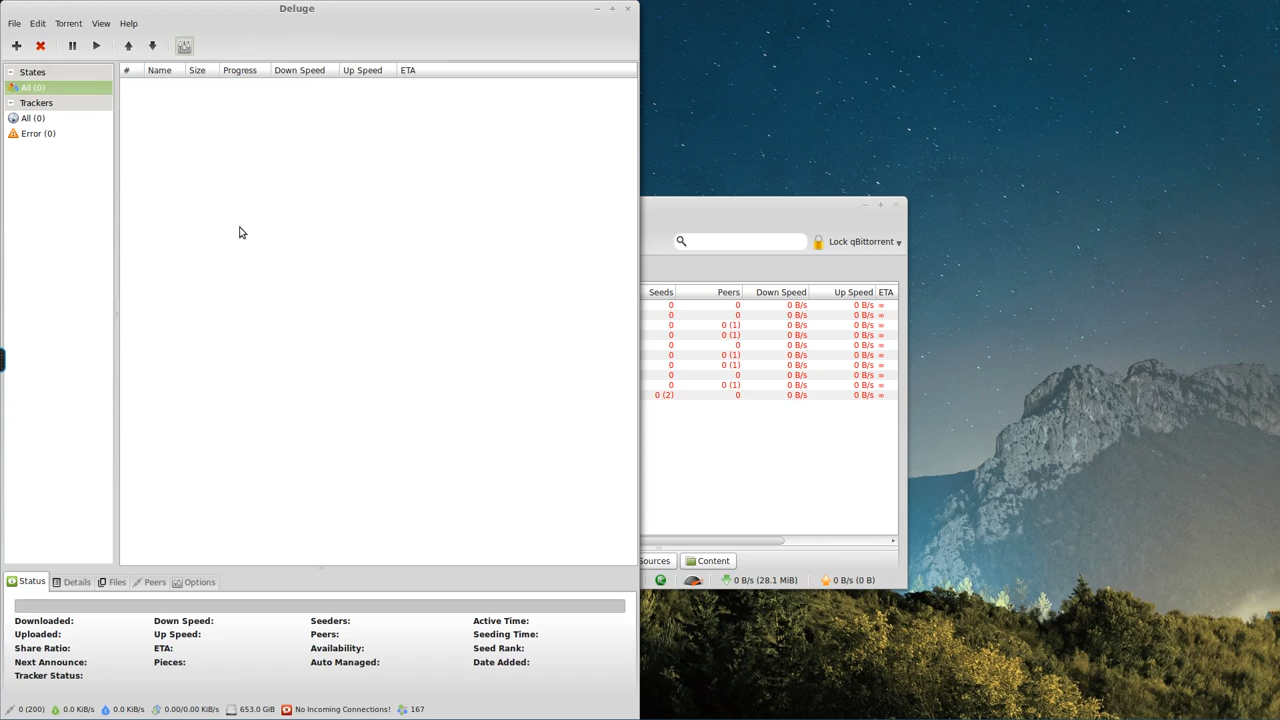 Deluge
File Edit Torrent View Help
States
All (0)
Trackers
All (0)
Error (0)
# Name Size Progress Down Speed Up Speed ETA
Lock qBittorrent
Seeds Peers Down Speed Up Speed ETA
0 0 0 B/s 0 B/s ∞
0 0 0 B/s 0 B/s ∞
0 0 (1) 0 B/s 0 B/s ∞
0 0 (1) 0 B/s 0 B/s ∞
0 0 0 B/s 0 B/s ∞
0 0 (1) 0 B/s 0 B/s ∞
0 0 (1) 0 B/s 0 B/s ∞
0 0 0 B/s 0 B/s ∞
0 0 (1) 0 B/s 0 B/s ∞
0 (2) 0 0 B/s 0 B/s ∞
Sources Content
0 B/s (28.1 MiB) 0 B/s (0 B)
Status Details Files Peers Options
Downloaded: Down Speed: Seeders: Active Time:
Uploaded: Up Speed: Peers: Seeding Time:
Share Ratio: ETA: Availability: Seed Rank:
Next Announce: Pieces: Auto Managed: Date Added:
Tracker Status:
0 (200) 0.0 KiB/s 0.0 KiB/s 0.00/0.00 KiB/s 653.0 GiB No Incoming Connections! 167